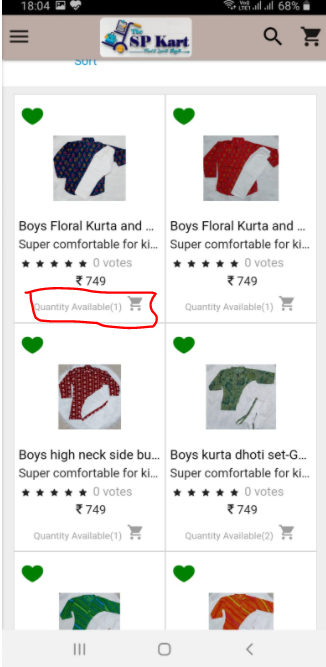 18:04 68%
The
SP Kart
Sort
Boys Floral Kurta and ... Boys Floral Kurta and ...
Super comfortable for ki... Super comfortable for ki...
★ ★ ★ ★ ★ 0 votes ★ ★ ★ ★ ★ 0 votes
₹ 749 ₹ 749
Quantity Available(1) Quantity Available(1)
Boys high neck side bu... Boys kurta dhoti set-G...
Super comfortable for ki... Super comfortable for ki...
★ ★ ★ ★ ★ 0 votes ★ ★ ★ ★ ★ 0 votes
₹ 749 ₹ 749
Quantity Available(1) Quantity Available(2)